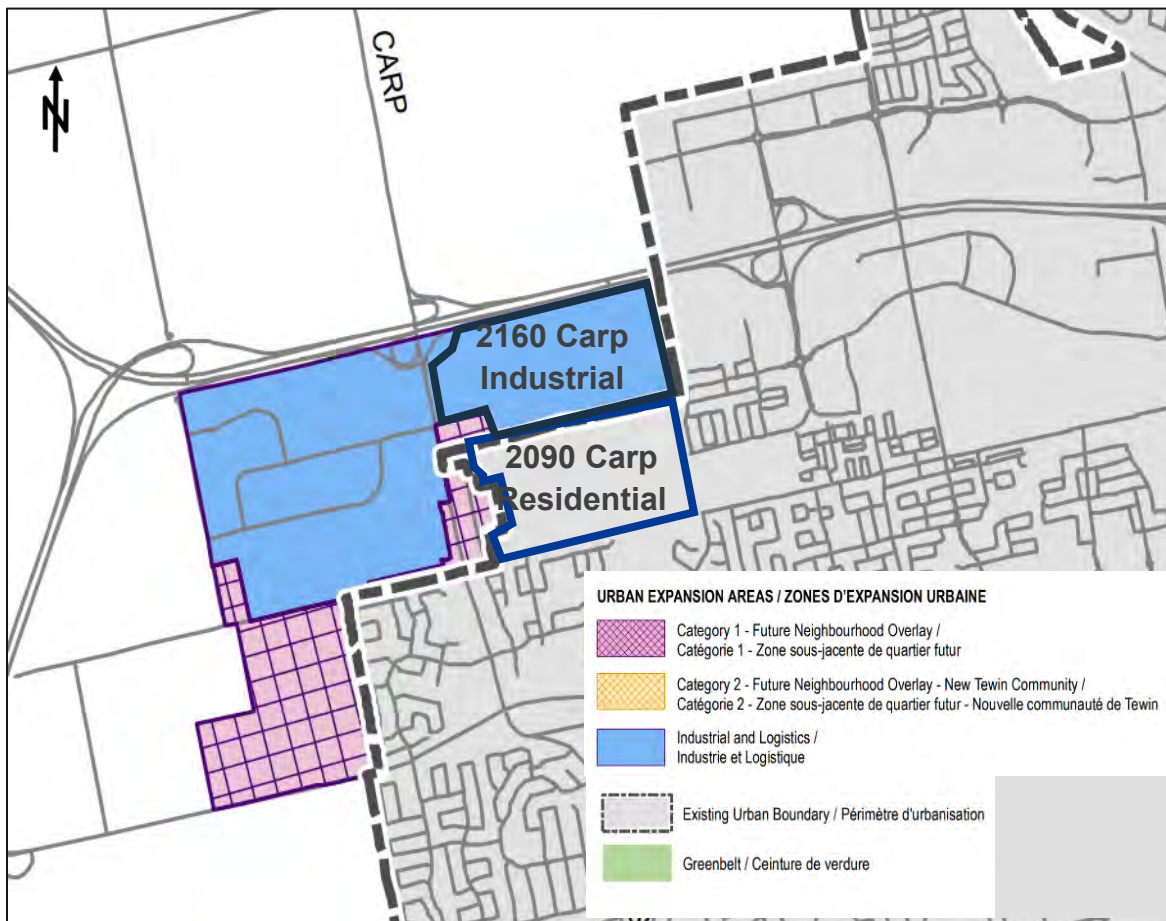 N
CARP
2160 Carp
Industrial
2090 Carp
Residential
URBAN EXPANSION AREAS / ZONES D'EXPANSION URBAINE
Category 1 - Future Neighbourhood Overlay /
Catégorie 1 - Zone sous-jacente de quartier futur
Category 2 - Future Neighbourhood Overlay - New Tewin Community /
Catégorie 2 - Zone sous-jacente de quartier futur - Nouvelle communauté de Tewin
Industrial and Logistics /
Industrie et Logistique
Existing Urban Boundary / Périmètre d'urbanisation
Greenbelt / Ceinture de verdure